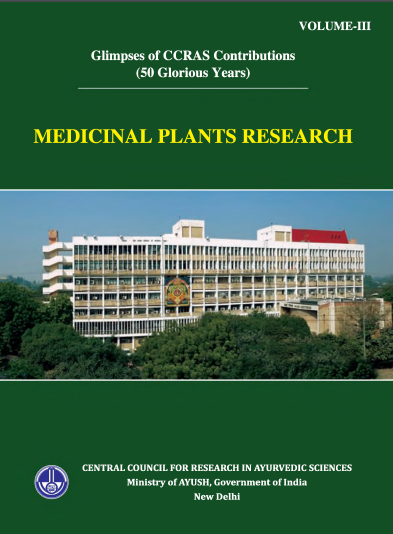 VOLUME-III
Glimpses of CCRAS Contributions
(50 Glorious Years)
MEDICINAL PLANTS RESEARCH
CENTRAL COUNCIL FOR RESEARCH IN AYURVEDIC SCIENCES
Ministry of AYUSH, Government of India
New Delhi